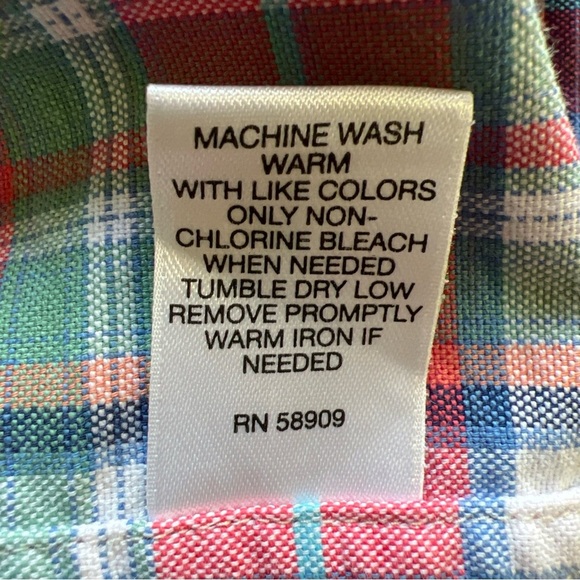 MACHINE WASH
WARM
WITH LIKE COLORS
ONLY NON-
CHLORINE BLEACH
WHEN NEEDED
TUMBLE DRY LOW
REMOVE PROMPTLY
WARM IRON IF
NEEDED
RN 58909